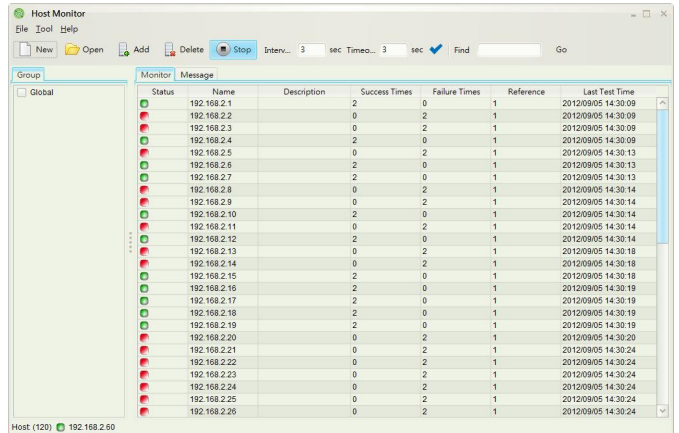 Host Monitor
File Tool Help
New Open Add Delete Stop Interv... 3 sec Timeo... 3 sec Find Go
Group Monitor Message
Global
Status Name Description Success Times Failure Times Reference Last Test Time
192.168.2.1 2 0 1 2012/09/05 14:30:09
192.168.2.2 0 2 1 2012/09/05 14:30:09
192.168.2.3 0 2 1 2012/09/05 14:30:09
192.168.2.4 2 0 1 2012/09/05 14:30:09
192.168.2.5 0 2 1 2012/09/05 14:30:13
192.168.2.6 2 0 1 2012/09/05 14:30:13
192.168.2.7 2 0 1 2012/09/05 14:30:13
192.168.2.8 0 2 1 2012/09/05 14:30:14
192.168.2.9 0 2 1 2012/09/05 14:30:14
192.168.2.10 2 0 1 2012/09/05 14:30:14
192.168.2.11 0 2 1 2012/09/05 14:30:14
192.168.2.12 2 0 1 2012/09/05 14:30:14
192.168.2.13 0 2 1 2012/09/05 14:30:18
192.168.2.14 0 2 1 2012/09/05 14:30:18
192.168.2.15 2 0 1 2012/09/05 14:30:18
192.168.2.16 2 0 1 2012/09/05 14:30:19
192.168.2.17 2 0 1 2012/09/05 14:30:19
192.168.2.18 2 0 1 2012/09/05 14:30:19
192.168.2.19 2 0 1 2012/09/05 14:30:19
192.168.2.20 0 2 1 2012/09/05 14:30:20
192.168.2.21 0 2 1 2012/09/05 14:30:24
192.168.2.22 0 2 1 2012/09/05 14:30:24
192.168.2.23 0 2 1 2012/09/05 14:30:24
192.168.2.24 0 2 1 2012/09/05 14:30:24
192.168.2.25 0 2 1 2012/09/05 14:30:24
192.168.2.26 0 2 1 2012/09/05 14:30:24
Host: (120) 192.168.2.60